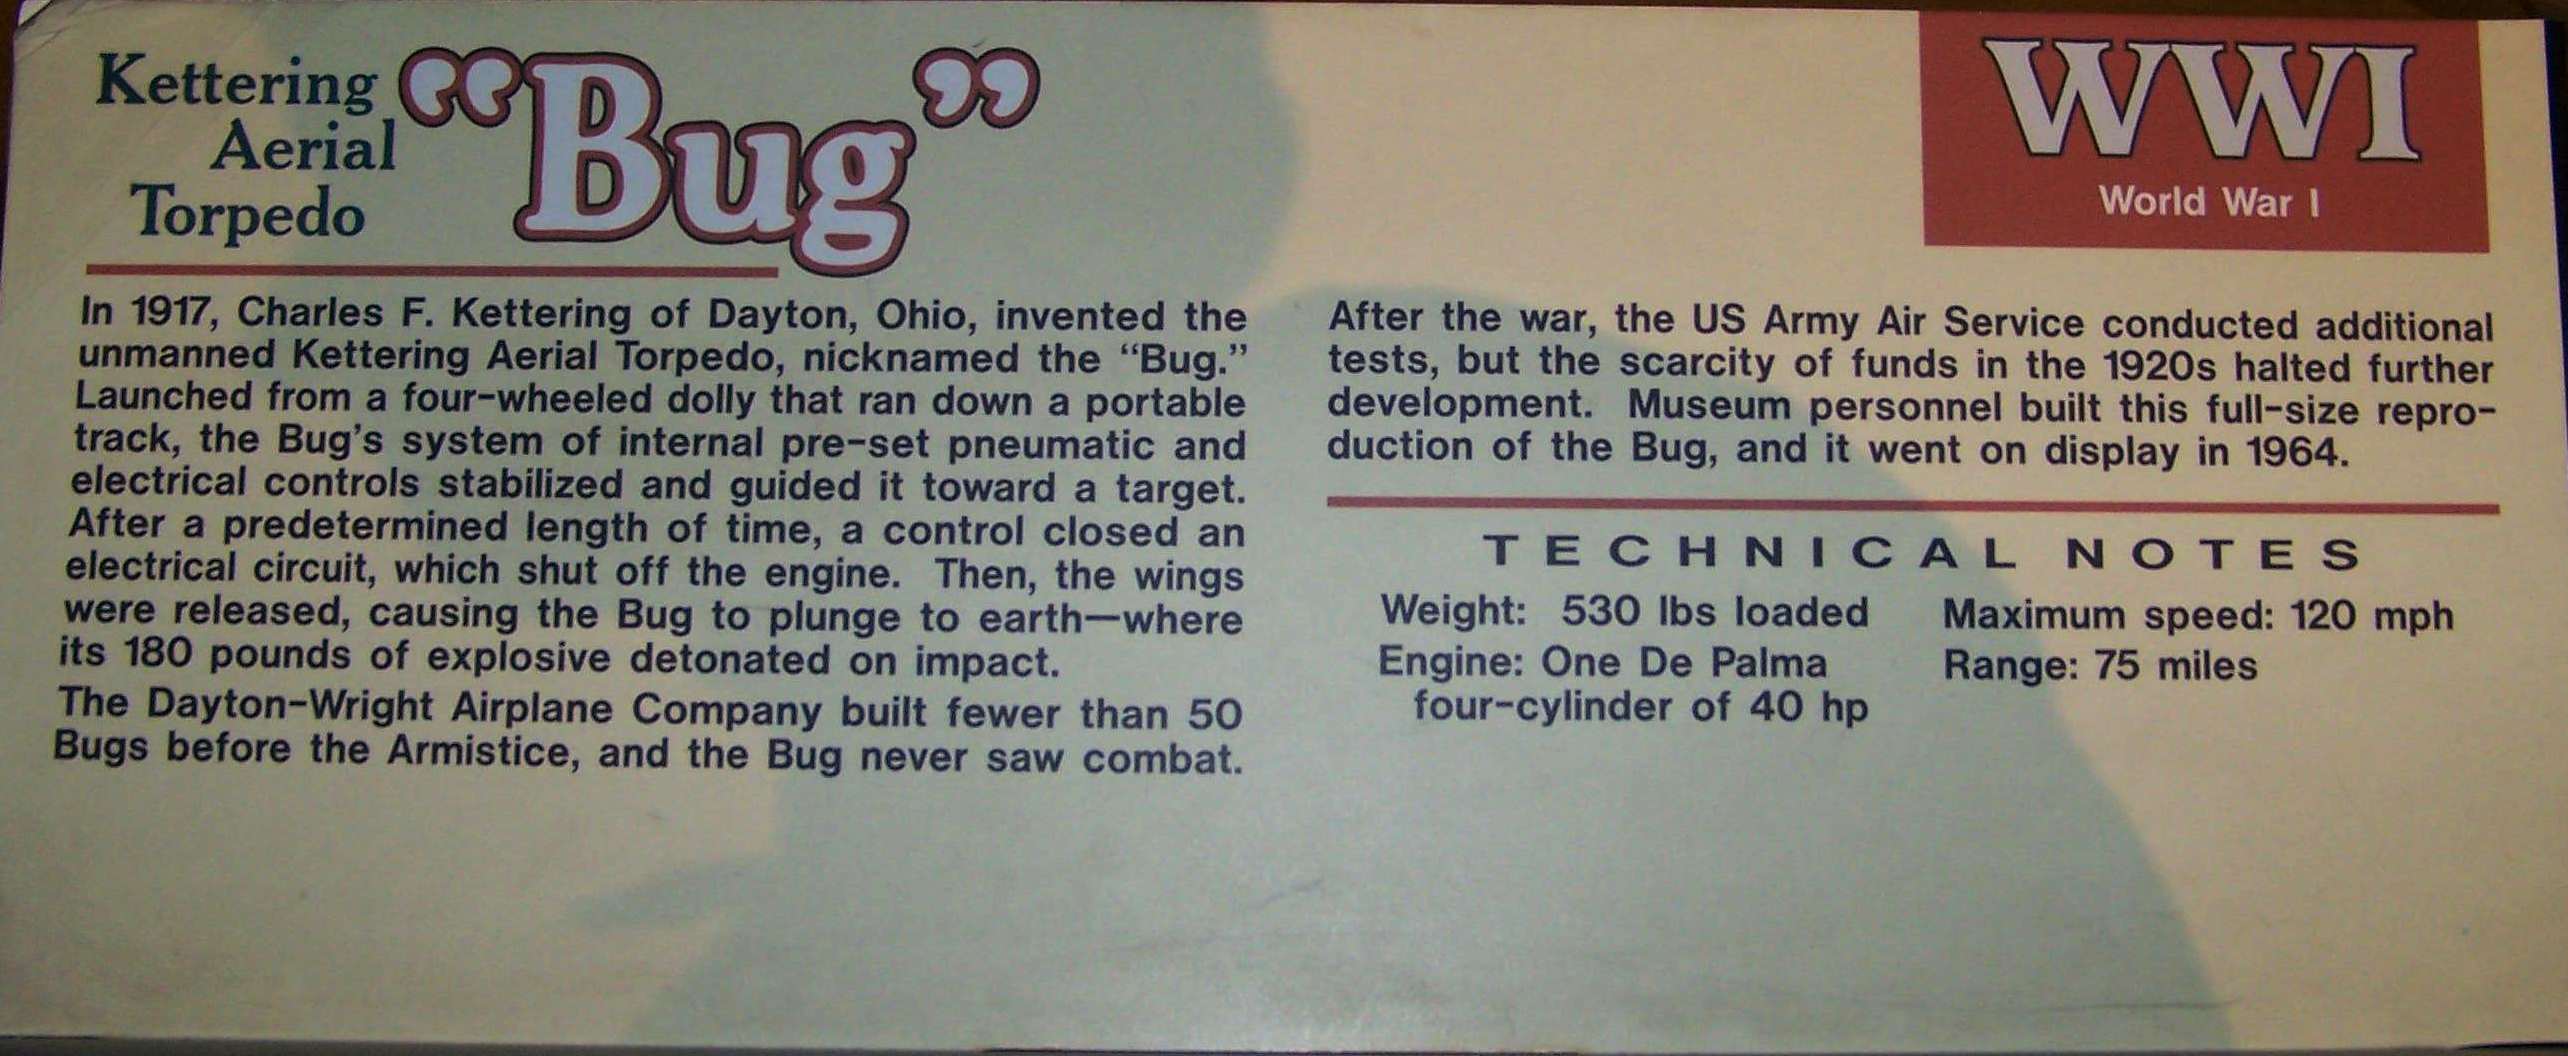 Kettering
Aerial
Torpedo
“Bug”
WWI
World War I
In 1917, Charles F. Kettering of Dayton, Ohio, invented the
unmanned Kettering Aerial Torpedo, nicknamed the “Bug.”
Launched from a four-wheeled dolly that ran down a portable
track, the Bug’s system of internal pre-set pneumatic and
electrical controls stabilized and guided it toward a target.
After a predetermined length of time, a control closed an
electrical circuit, which shut off the engine. Then, the wings
were released, causing the Bug to plunge to earth—where
its 180 pounds of explosive detonated on impact.
The Dayton-Wright Airplane Company built fewer than 50
Bugs before the Armistice, and the Bug never saw combat.
After the war, the US Army Air Service conducted additional
tests, but the scarcity of funds in the 1920s halted further
development. Museum personnel built this full-size repro-
duction of the Bug, and it went on display in 1964.
TECHNICAL NOTES
Weight: 530 lbs loaded
Engine: One De Palma
four-cylinder of 40 hp
Maximum speed: 120 mph
Range: 75 miles